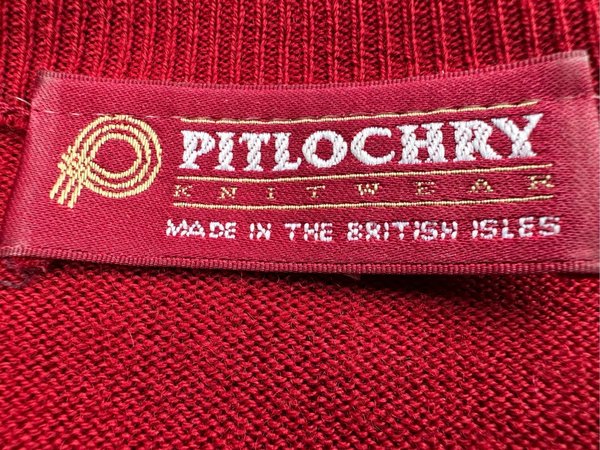 PITLOCHRY
KNITWEAR
MADE IN THE BRITISH ISLES